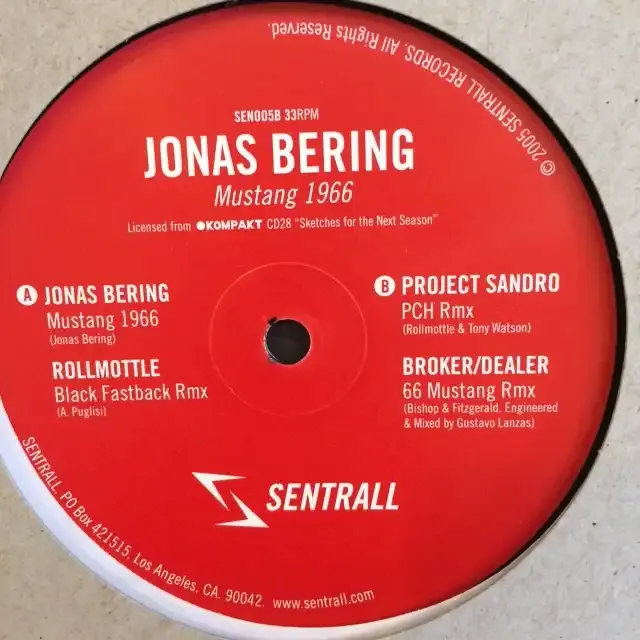 © 2005 SENTRALL RECORDS. All Rights Reserved.
SEN005B 33RPM
JONAS BERING
Mustang 1966
Licensed from KOMPAKT CD28 "Sketches for the Next Season"
A JONAS BERING
Mustang 1966
(Jonas Bering)
ROLLMOTTLE
Black Fastback Rmx
(A. Puglisi)
B PROJECT SANDRO
PCH Rmx
(Rollmottle & Tony Watson)
BROKER/DEALER
66 Mustang Rmx
(Bishop & Fitzgerald. Engineered
& Mixed by Gustavo Lanzas)
SENTRALL
SENTRALL, PO Box 421515, Los Angeles, CA. 90042. www.sentrall.com